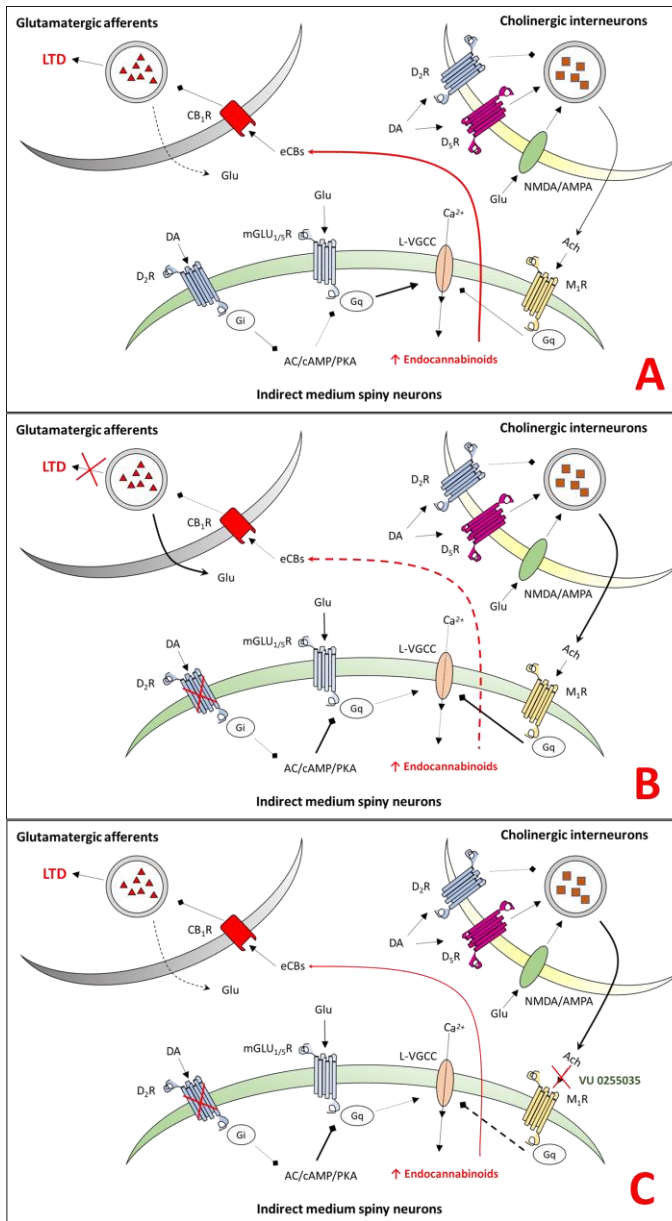 Glutamatergic afferents
Cholinergic interneurons
LTD
D₂R
CB₁R
DA
eCBs
D₅R
Glu
Glu
NMDA/AMPA
Glu
Ca²⁺
mGLU₁/₅R
L-VGCC
Ach
DA
D₂R
M₁R
Gq
Gi
Gq
AC/cAMP/PKA
↑ Endocannabinoids
Indirect medium spiny neurons
A
Glutamatergic afferents
Cholinergic interneurons
LTD
D₂R
CB₁R
DA
eCBs
D₅R
Glu
Glu
NMDA/AMPA
Glu
Ca²⁺
mGLU₁/₅R
L-VGCC
Ach
DA
D₂R
M₁R
Gq
Gi
Gq
AC/cAMP/PKA
↑ Endocannabinoids
Indirect medium spiny neurons
B
Glutamatergic afferents
Cholinergic interneurons
LTD
D₂R
CB₁R
DA
eCBs
D₅R
Glu
Glu
NMDA/AMPA
Glu
Ca²⁺
mGLU₁/₅R
L-VGCC
Ach
VU 0255035
DA
D₂R
M₁R
Gq
Gi
Gq
AC/cAMP/PKA
↑ Endocannabinoids
Indirect medium spiny neurons
C